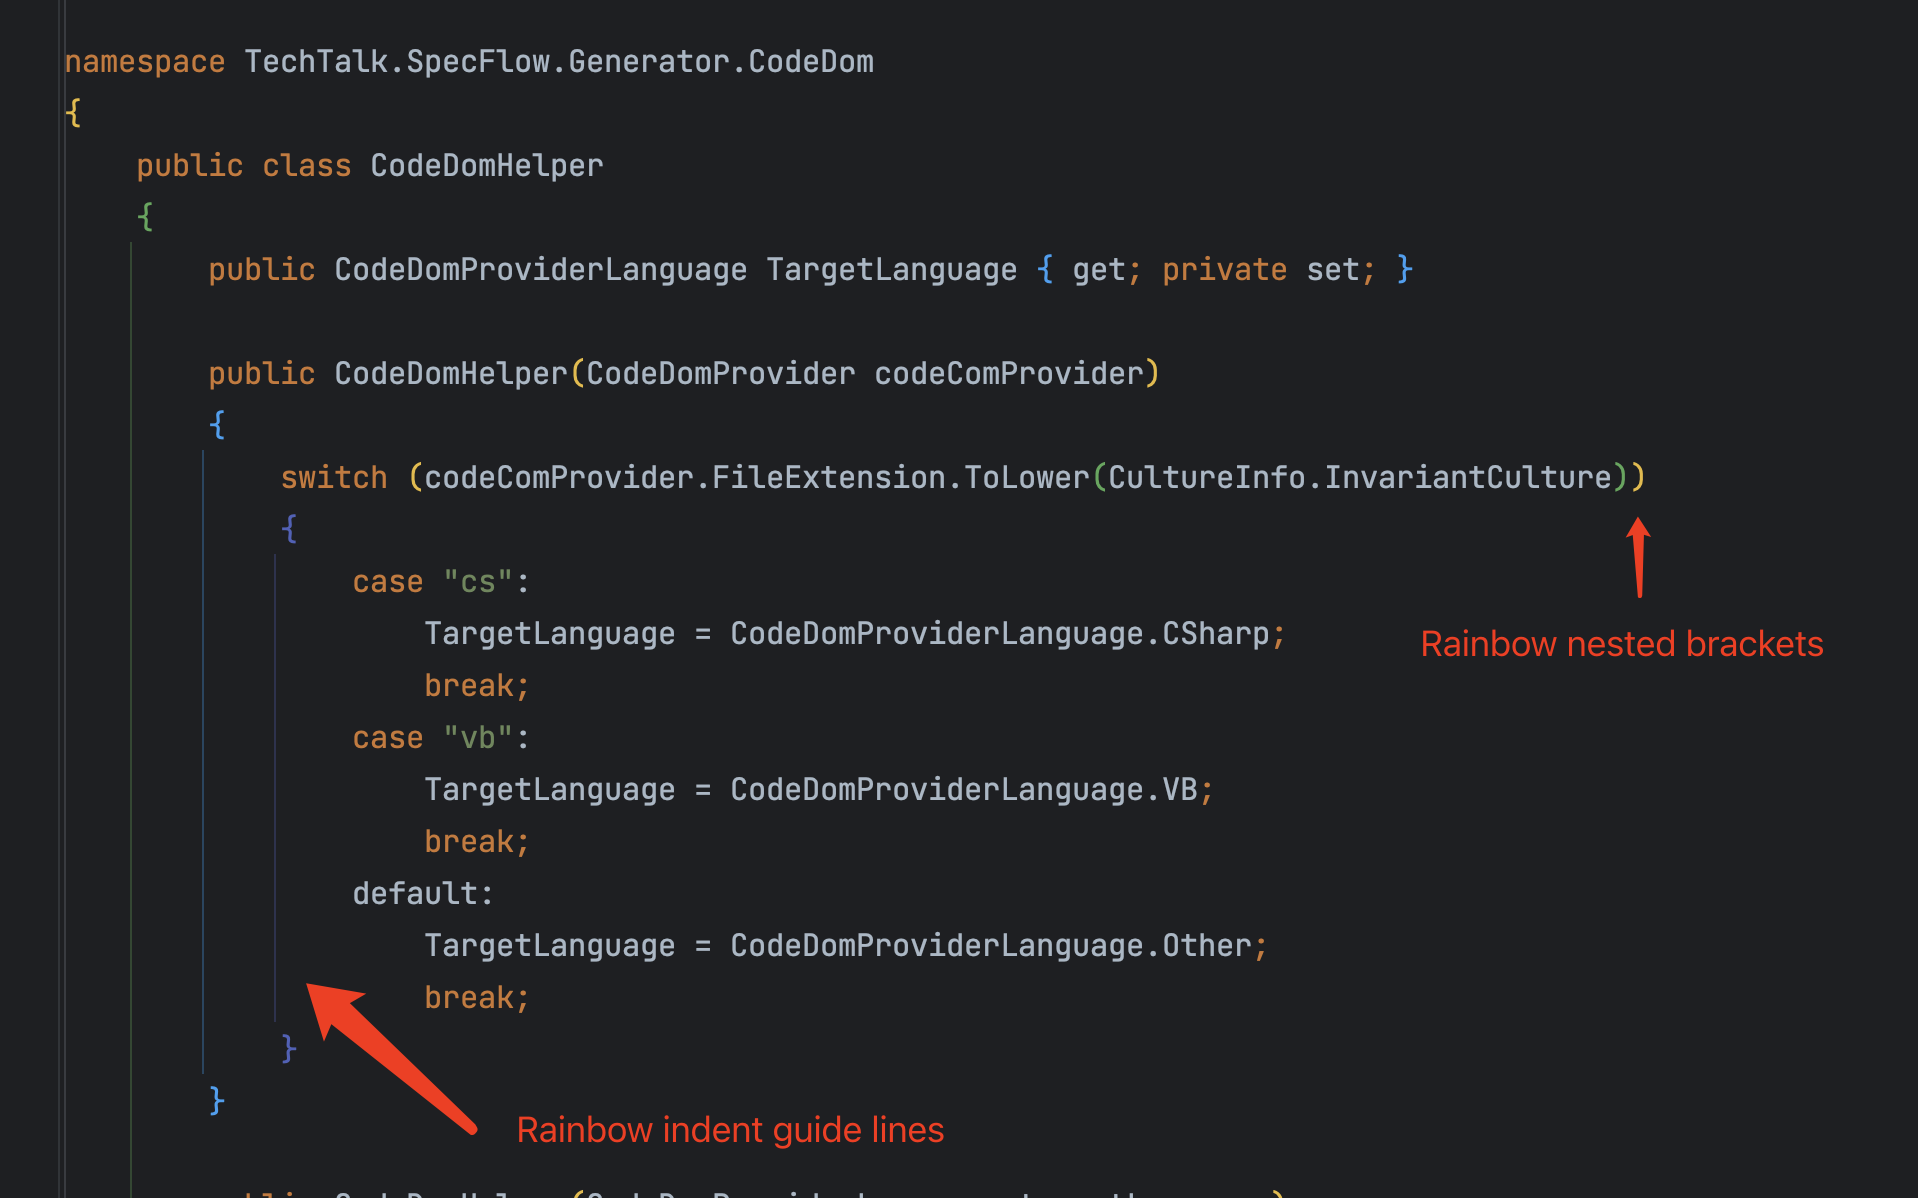 namespace TechTalk.SpecFlow.Generator.CodeDom
{
public class CodeDomHelper
{
public CodeDomProviderLanguage TargetLanguage { get; private set; }
public CodeDomHelper(CodeDomProvider codeComProvider)
{
switch (codeComProvider.FileExtension.ToLower(CultureInfo.InvariantCulture))
{
case "cs":
TargetLanguage = CodeDomProviderLanguage.CSharp;
Rainbow nested brackets
break;
case "vb":
TargetLanguage = CodeDomProviderLanguage.VB;
break;
default:
TargetLanguage = CodeDomProviderLanguage.Other;
break;
}
}
Rainbow indent guide lines